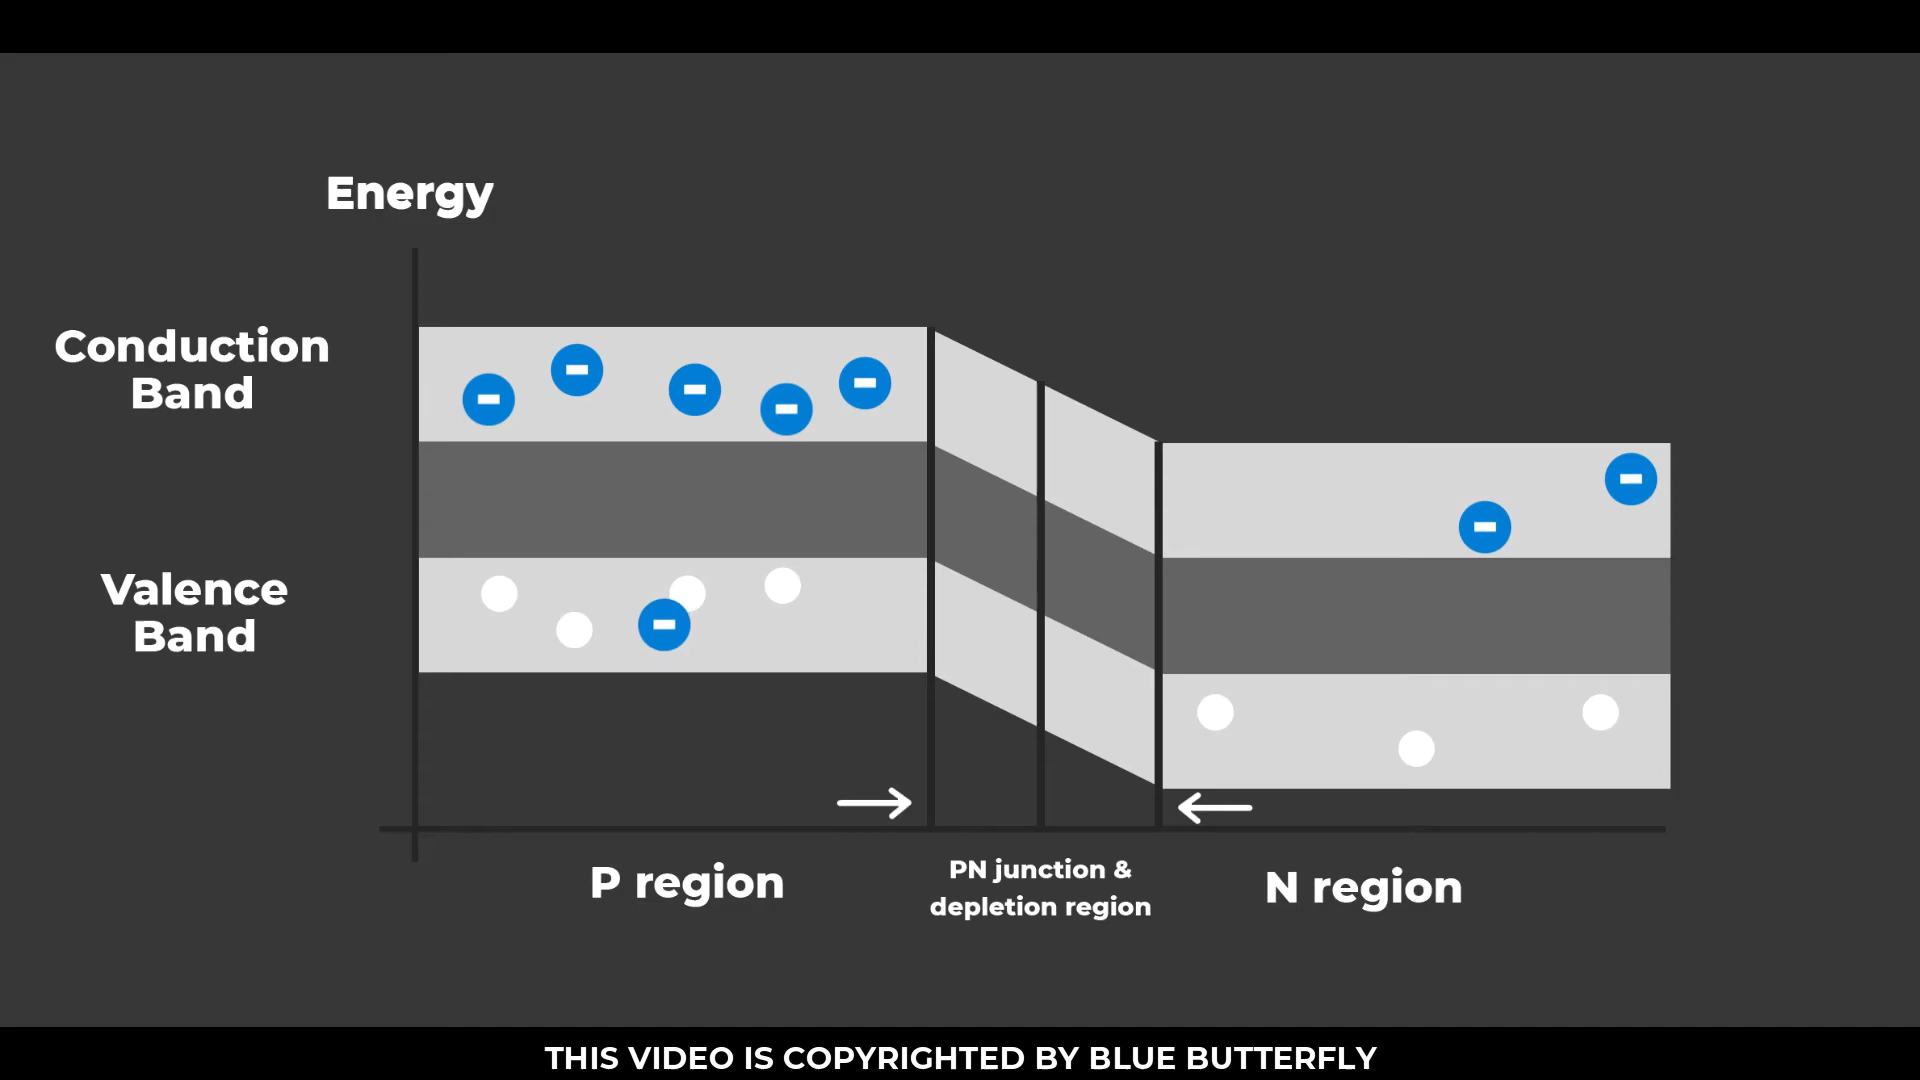 Energy
Conduction
Band
Valence
Band
P region
PN junction &
depletion region
N region
THIS VIDEO IS COPYRIGHTED BY BLUE BUTTERFLY